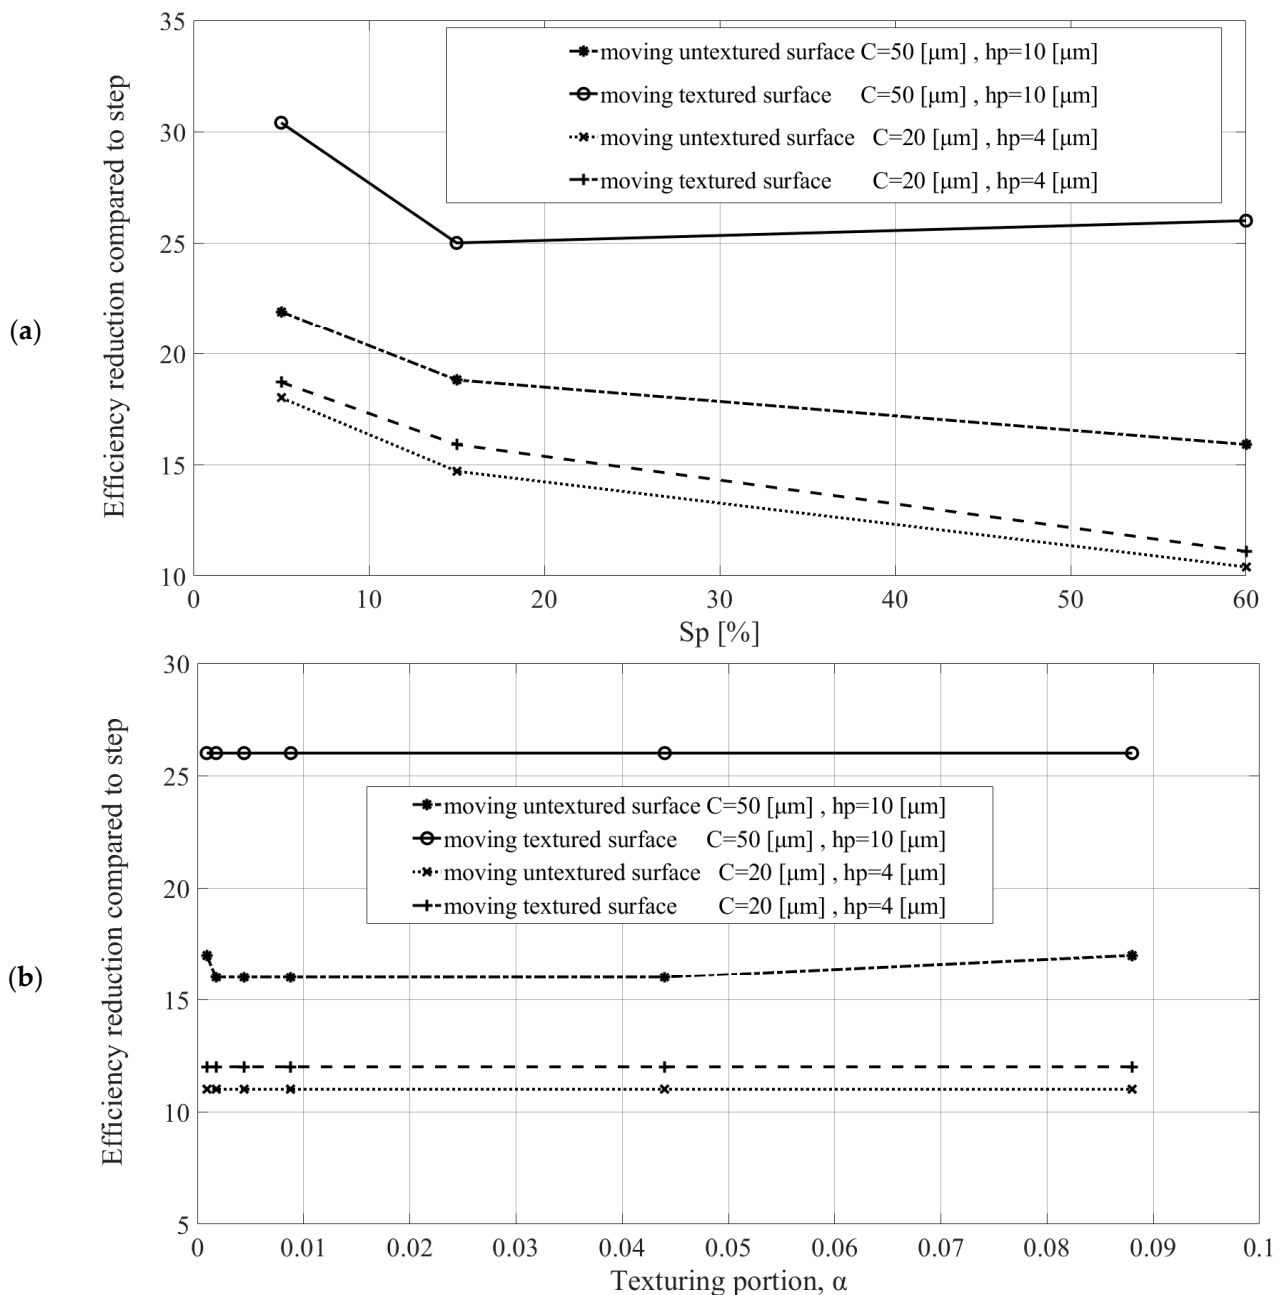 (a)
Efficiency reduction compared to step
35
30
25
20
15
10
moving untextured surface C=50 [μm] , hp=10 [μm]
moving textured surface C=50 [μm] , hp=10 [μm]
moving untextured surface C=20 [μm] , hp=4 [μm]
moving textured surface C=20 [μm] , hp=4 [μm]
0 10 20 30 40 50 60
Sp [%]
(b)
Efficiency reduction compared to step
30
25
20
15
10
5
moving untextured surface C=50 [μm] , hp=10 [μm]
moving textured surface C=50 [μm] , hp=10 [μm]
moving untextured surface C=20 [μm] , hp=4 [μm]
moving textured surface C=20 [μm] , hp=4 [μm]
0 0.01 0.02 0.03 0.04 0.05 0.06 0.07 0.08 0.09 0.1
Texturing portion, α